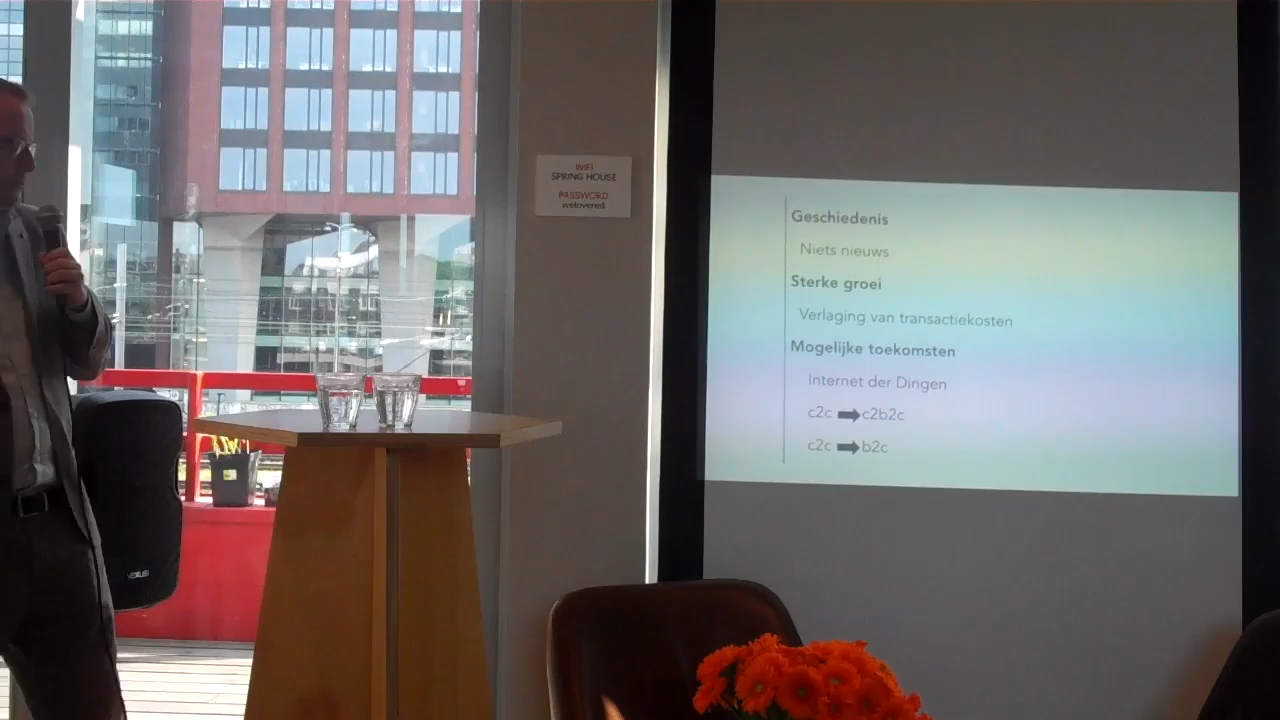 WIFI
SPRING HOUSE
PASSWORD
welovered
Geschiedenis
Niets nieuws
Sterke groei
Verlaging van transactiekosten
Mogelijke toekomsten
Internet der Dingen
c2c ➡ c2b2c
c2c ➡ b2c